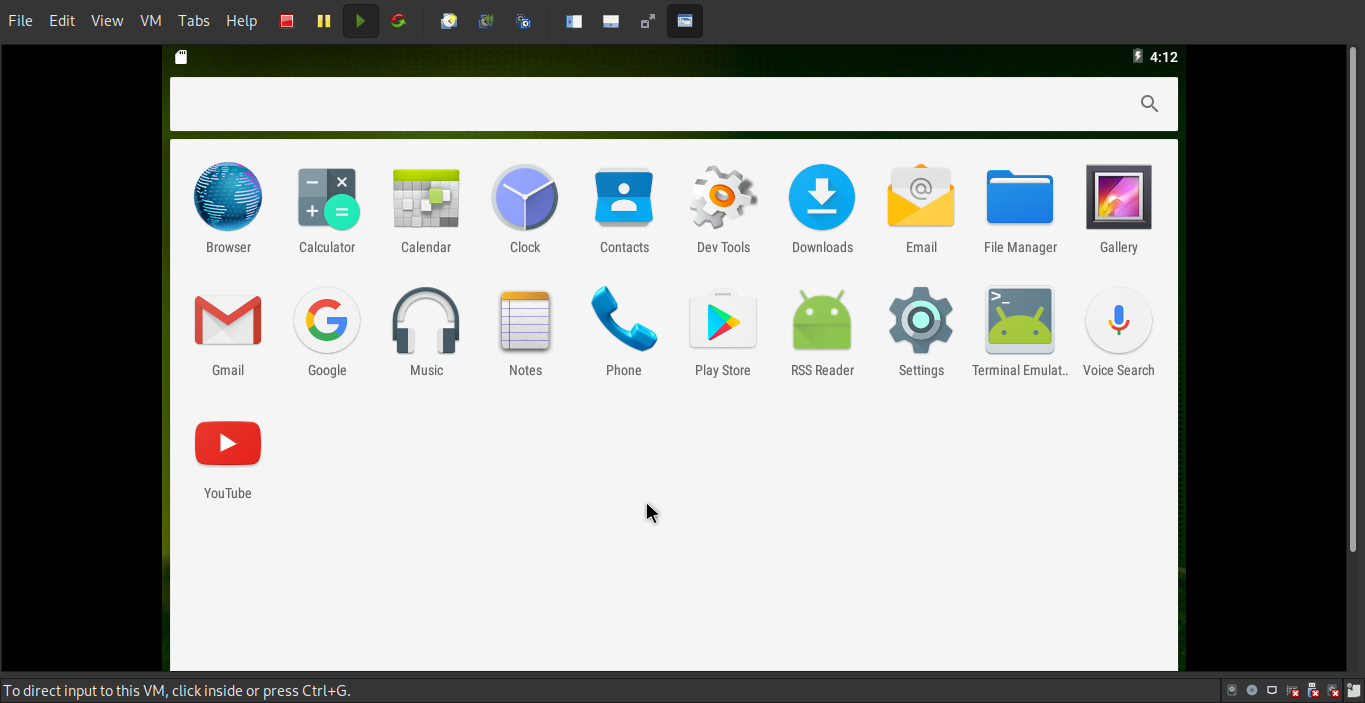 File Edit View VM Tabs Help
4:12
Browser Calculator Calendar Clock Contacts Dev Tools Downloads Email File Manager Gallery
Gmail Google Music Notes Phone Play Store RSS Reader Settings Terminal Emulat.. Voice Search
YouTube
To direct input to this VM, click inside or press Ctrl+G.